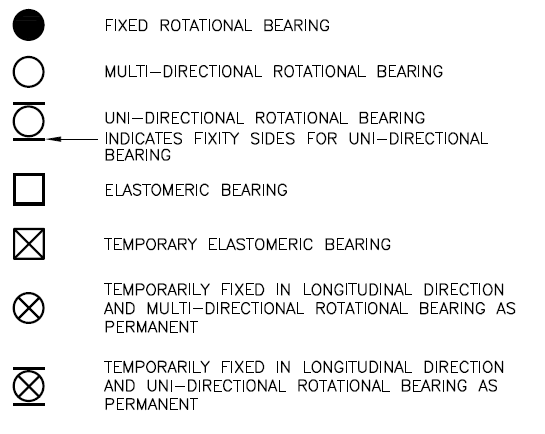 FIXED ROTATIONAL BEARING
MULTI-DIRECTIONAL ROTATIONAL BEARING
UNI-DIRECTIONAL ROTATIONAL BEARING
INDICATES FIXITY SIDES FOR UNI-DIRECTIONAL
BEARING
ELASTOMERIC BEARING
TEMPORARY ELASTOMERIC BEARING
TEMPORARILY FIXED IN LONGITUDINAL DIRECTION
AND MULTI-DIRECTIONAL ROTATIONAL BEARING AS
PERMANENT
TEMPORARILY FIXED IN LONGITUDINAL DIRECTION
AND UNI-DIRECTIONAL ROTATIONAL BEARING AS
PERMANENT